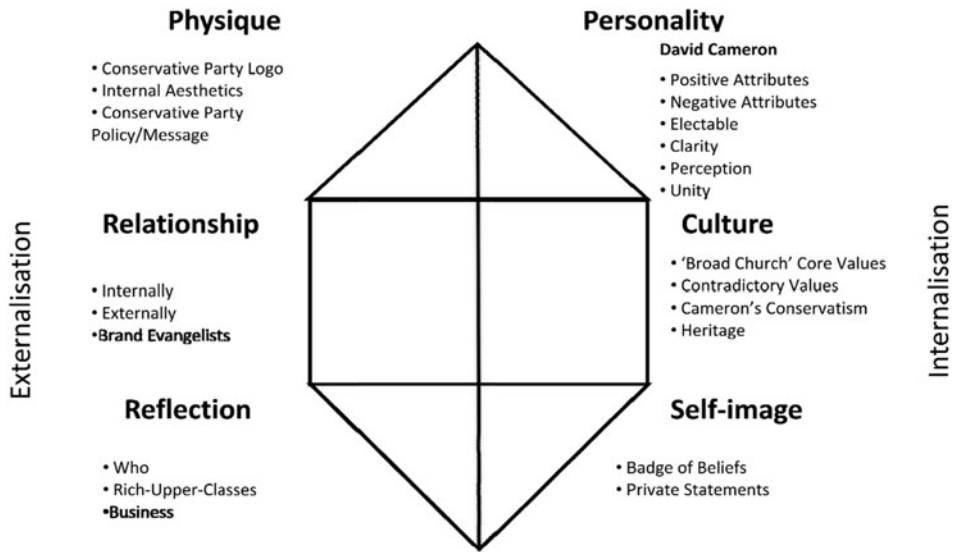 Physique
• Conservative Party Logo
• Internal Aesthetics
• Conservative Party
Policy/Message
Personality
David Cameron
• Positive Attributes
• Negative Attributes
• Electable
• Clarity
• Perception
• Unity
Externalisation
Relationship
• Internally
• Externally
•Brand Evangelists
Culture
• ‘Broad Church’ Core Values
• Contradictory Values
• Cameron’s Conservatism
• Heritage
Internalisation
Reflection
• Who
• Rich-Upper-Classes
• Business
Self-image
• Badge of Beliefs
• Private Statements